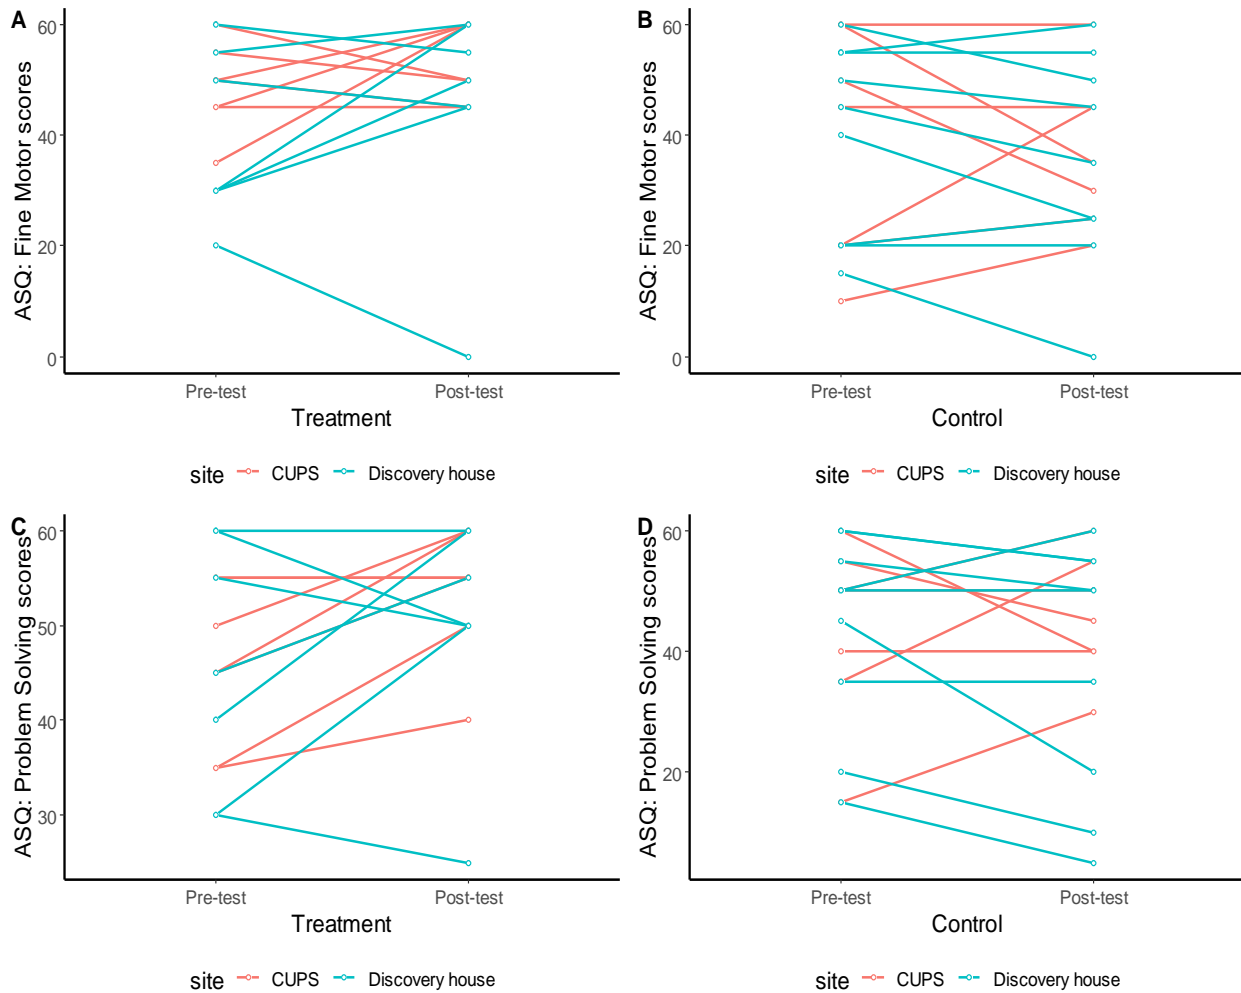 A
ASQ: Fine Motor scores
60
40
20
0
Pre-test Post-test
Treatment
site CUPS Discovery house
B
ASQ: Fine Motor scores
60
40
20
0
Pre-test Post-test
Control
site CUPS Discovery house
C
ASQ: Problem Solving scores
60
50
40
30
Pre-test Post-test
Treatment
site CUPS Discovery house
D
ASQ: Problem Solving scores
60
40
20
Pre-test Post-test
Control
site CUPS Discovery house